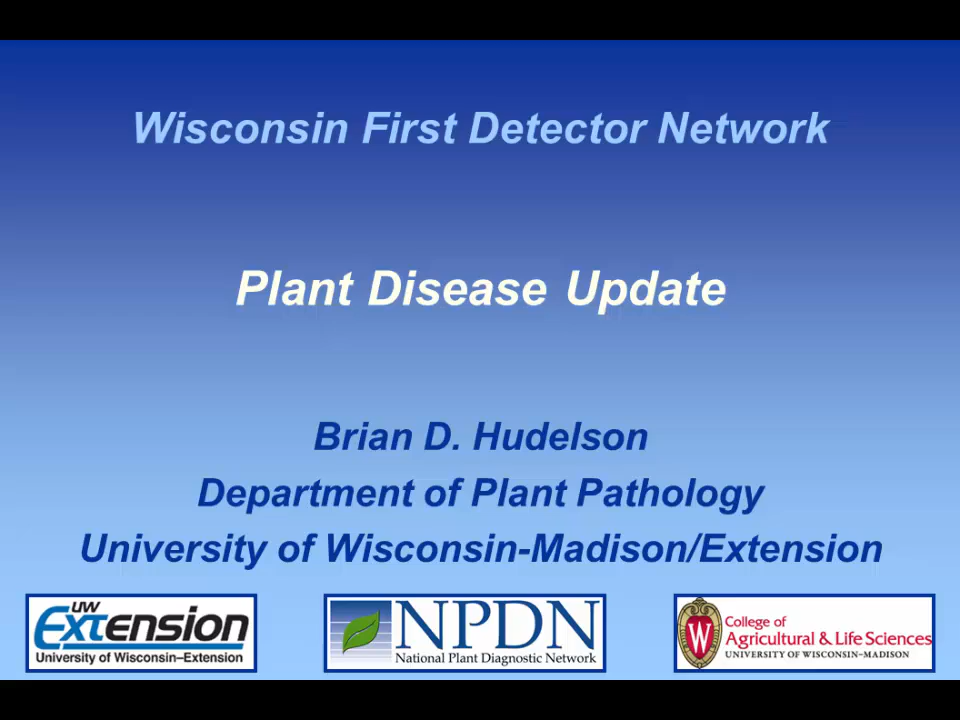 Wisconsin First Detector Network
Plant Disease Update
Brian D. Hudelson
Department of Plant Pathology
University of Wisconsin-Madison/Extension
UW
Extension
University of Wisconsin–Extension
NPDN
National Plant Diagnostic Network
W
College of
Agricultural & Life Sciences
UNIVERSITY OF WISCONSIN–MADISON